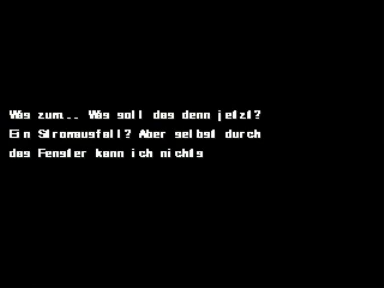 Was zum... Was soll das denn jetzt?
Ein Stromausfall? Aber selbst durch
das Fenster kann ich nichts